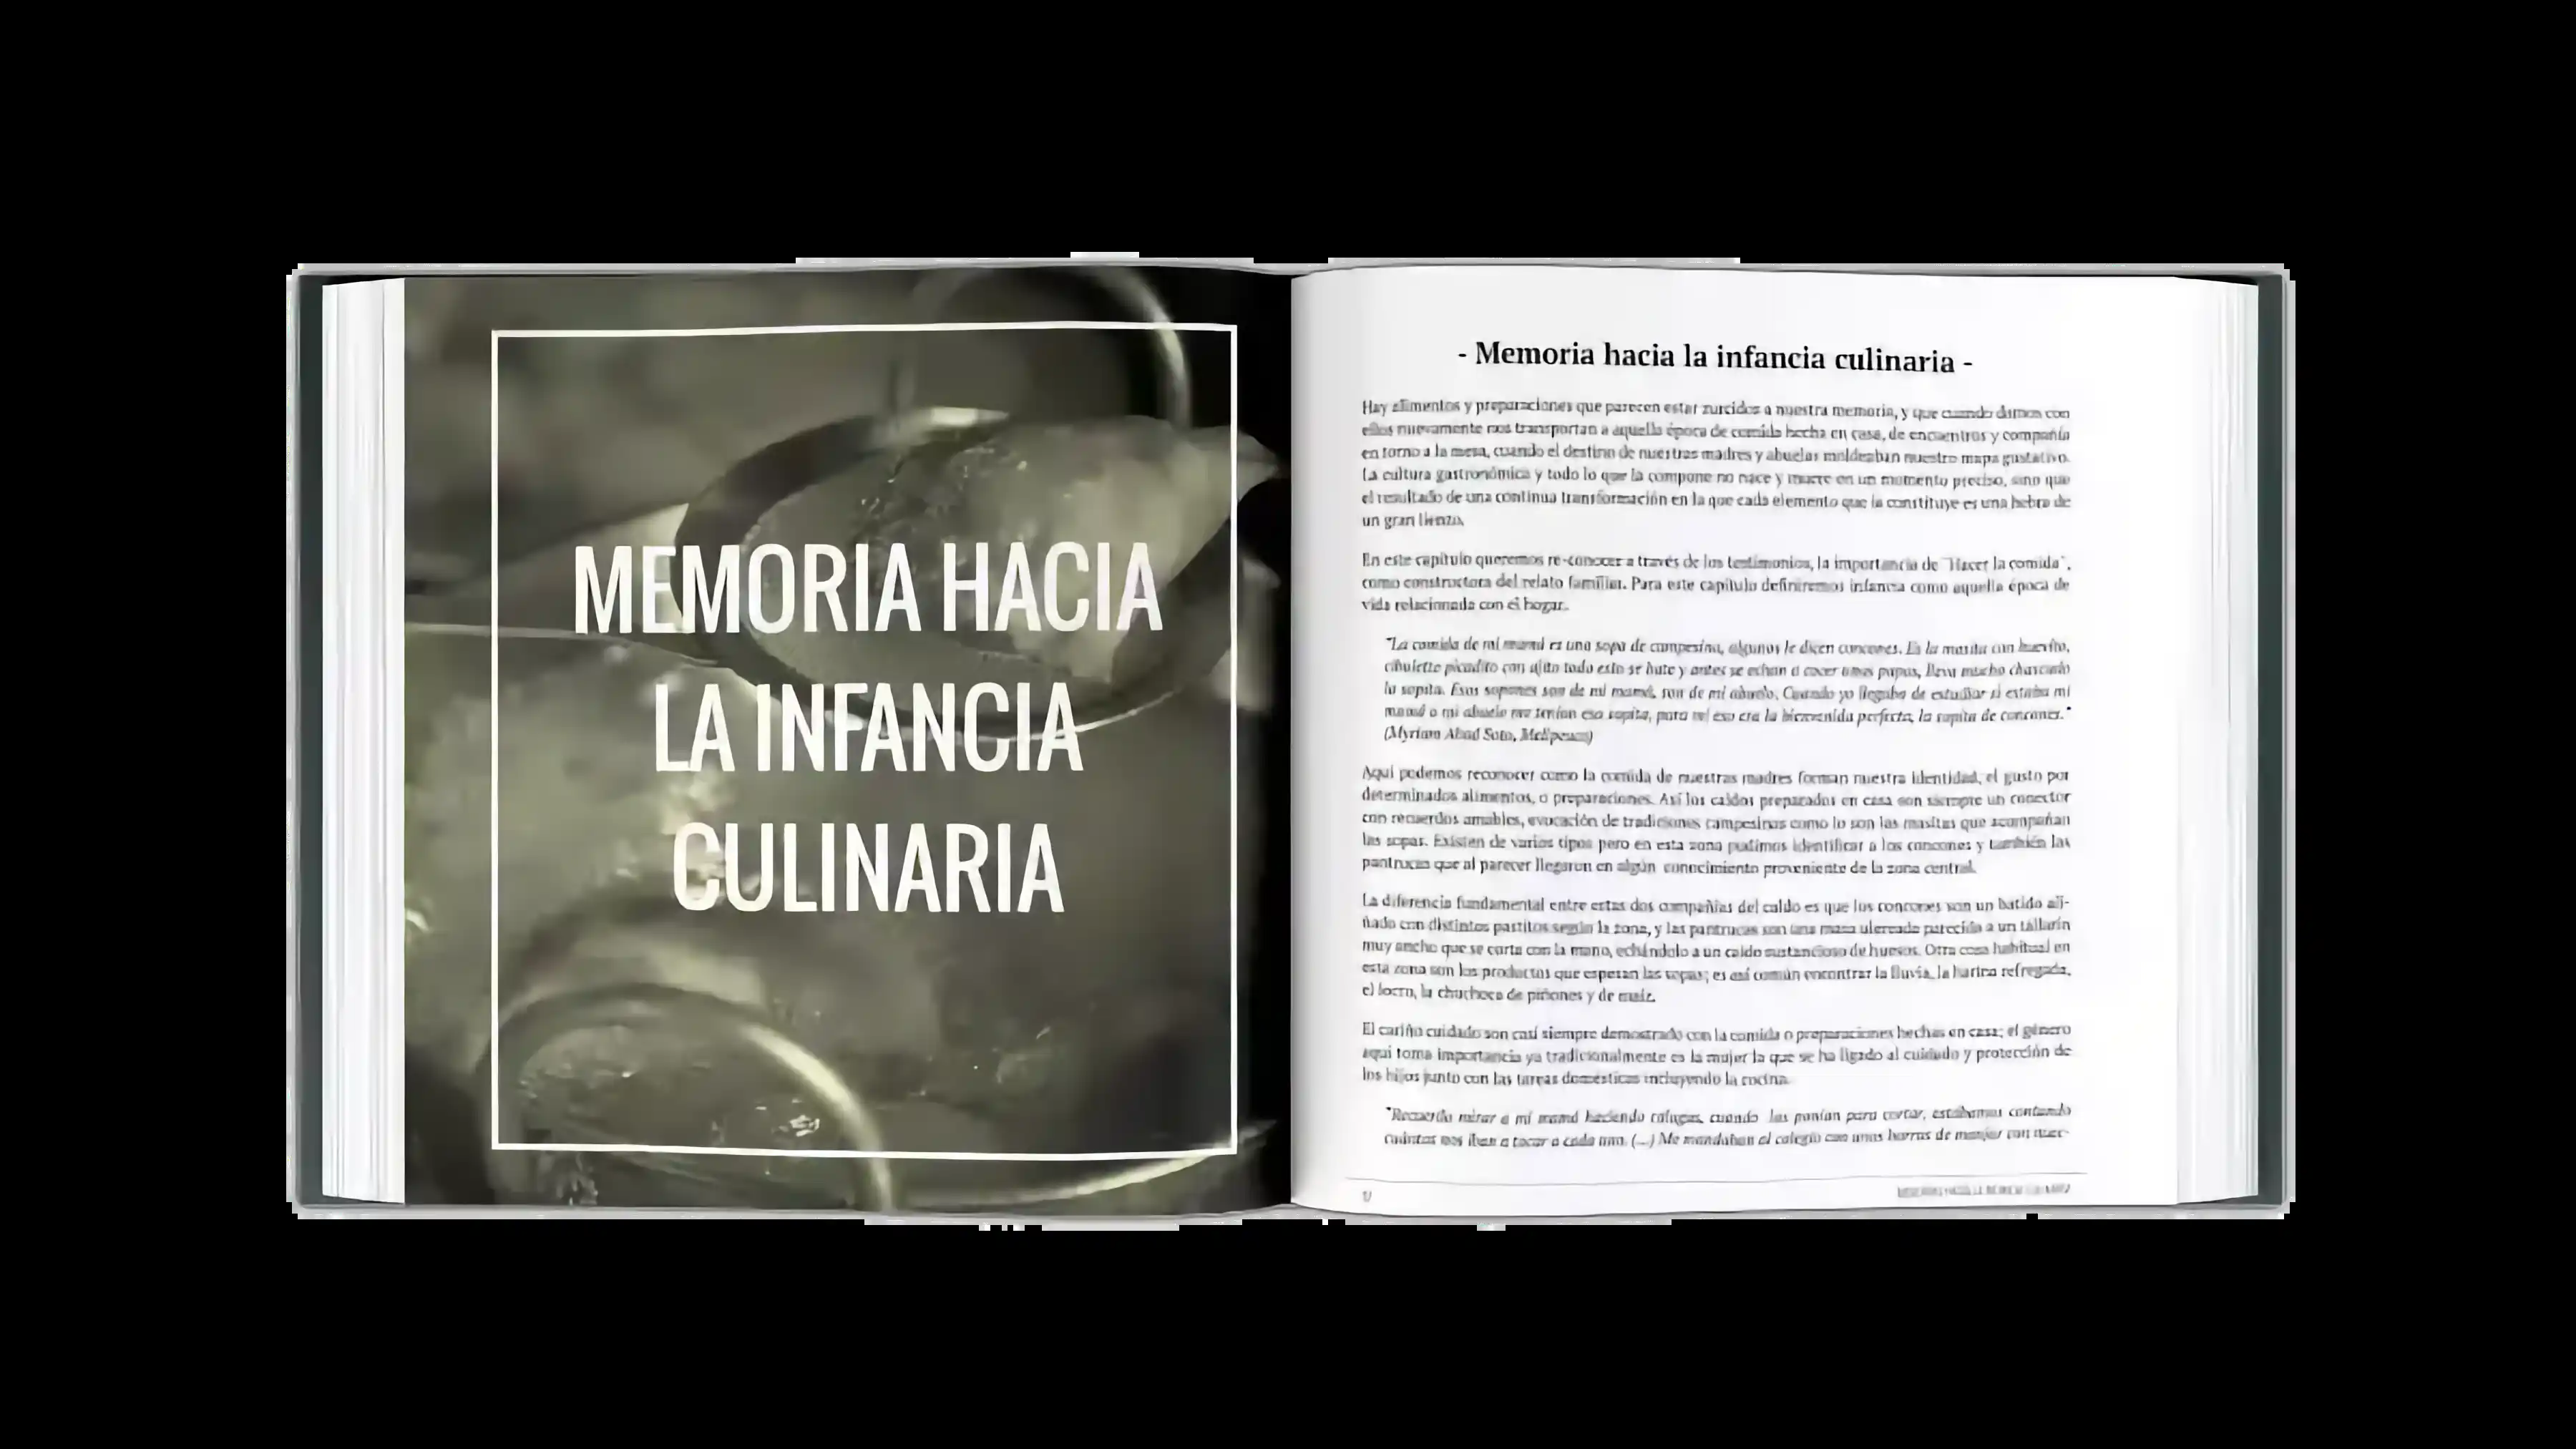 MEMORIA HACIA
LA INFANCIA
CULINARIA
- Memoria hacia la infancia culinaria -
Hay alimentos y preparaciones que parecen estar zurcidos a nuestra memoria, y que cuando damos con
ellos nuevamente nos transportan a aquella época de comida hecha en casa, de encuentros y compañía
en torno a la mesa, cuando el destino de nuestras madres y abuelas moldeaban nuestro mapa gustativo.
La cultura gastronómica y todo lo que la compone no nace y muere en un momento preciso, sino que
el resultado de una continua transformación en la que cada elemento que la constituye es una hebra de
un gran lienzo.
En este capítulo queremos re-conocer a través de los testimonios, la importancia de "Hacer la comida",
como constructora del relato familiar. Para este capítulo definiremos infancia como aquella época de
vida relacionada con el hogar.
"La comida de mi mamá es una sopa de campesina, algunos le dicen concones. Es la masita con huevito,
cibulette picadito con ajito todo esto se bate y antes se echan a cocer unas papas, lleva mucho chascudo
la sopita. Esos sopones son de mi mamá, son de mi abuelo. Cuando yo llegaba de estudiar si estaba mi
mamá o mi abuelo me tenían esa sopita, para mí eso era la bienvenida perfecta, la sopita de concones."
(Myriam Abad Soto, Melipeuco)
Aquí podemos reconocer como la comida de nuestras madres forman nuestra identidad, el gusto por
determinados alimentos, o preparaciones. Así los caldos preparados en casa son siempre un conector
con recuerdos amables, evocación de tradiciones campesinas como lo son las masitas que acompañan
las sopas. Existen de varios tipos pero en esta zona pudimos identificar a los concones y también las
pantrucas que al parecer llegaron en algún conocimiento proveniente de la zona central.
La diferencia fundamental entre estas dos compañías del caldo es que los concones son un batido ali-
ñado con distintos pastitos según la zona, y las pantrucas son una masa uslereada parecida a un tallarín
muy ancho que se corta con la mano, echándolo a un caldo sustancioso de huesos. Otra cosa habitual en
esta zona son los productos que espesan las sopas; es así común encontrar la lluvia, la harina refregada,
el locro, la chuchoca de piñones y de maíz.
El cariño cuidado son casi siempre demostrado con la comida o preparaciones hechas en casa; el género
aquí toma importancia ya tradicionalmente es la mujer la que se ha ligado al cuidado y protección de
los hijos junto con las tareas domésticas incluyendo la cocina.
"Recuerdo mirar a mi mamá haciendo calugas, cuando las ponían para cortar, estábamos contando
cuántas nos iban a tocar a cada uno. (...) Me mandaban al colegio con unas barras de manjar con nuec-